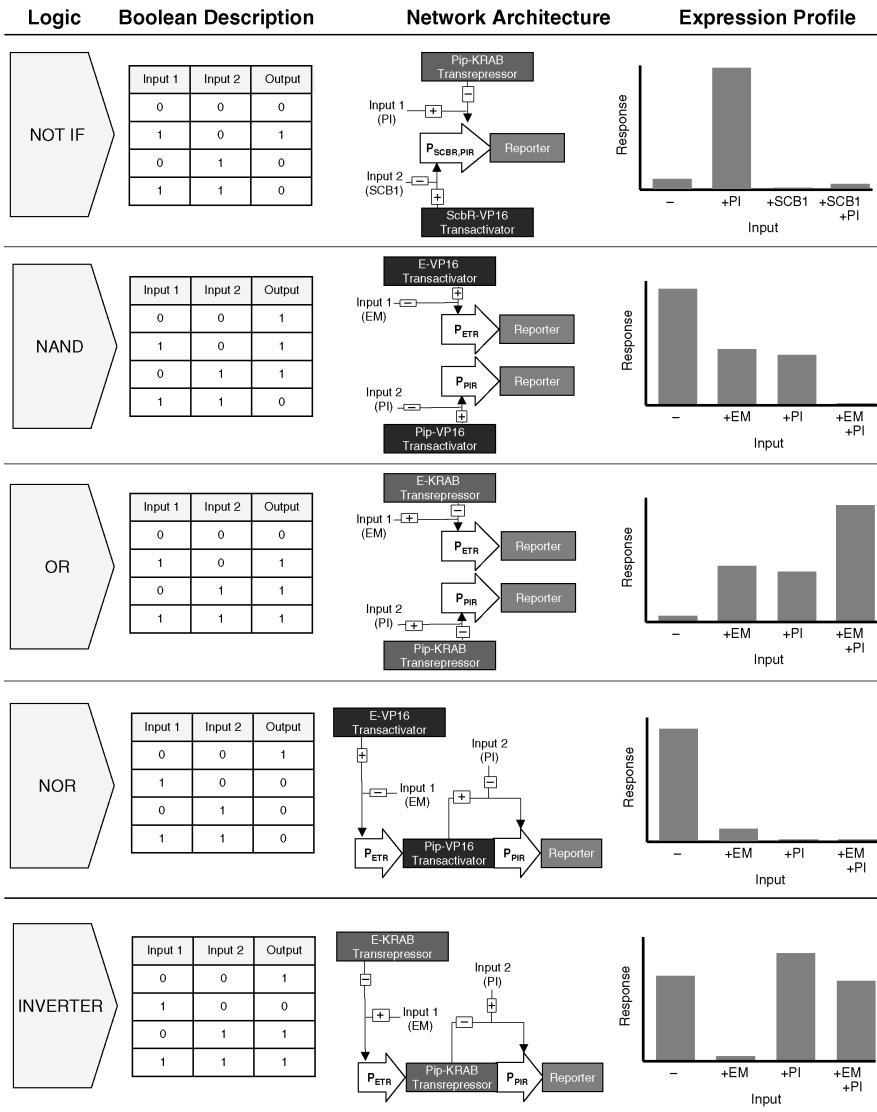 Logic Boolean Description Network Architecture Expression Profile
NOT IF
Input 1 Input 2 Output
0 0 0
1 0 1
0 1 0
1 1 0
Pip-KRAB
Transrepressor
−
Input 1
(PI)
+
PSCBR,PIR
Reporter
Input 2
(SCB1)
−
+
ScbR-VP16
Transactivator
Response
− +PI +SCB1 +SCB1
+PI
Input
NAND
Input 1 Input 2 Output
0 0 1
1 0 1
0 1 1
1 1 0
E-VP16
Transactivator
+
Input 1
(EM)
−
PETR
Reporter
PPIR
Reporter
Input 2
(PI)
−
+
Pip-VP16
Transactivator
Response
− +EM +PI +EM
+PI
Input
OR
Input 1 Input 2 Output
0 0 0
1 0 1
0 1 1
1 1 1
E-KRAB
Transrepressor
−
Input 1
(EM)
+
PETR
Reporter
PPIR
Reporter
Input 2
(PI)
+
−
Pip-KRAB
Transrepressor
Response
− +EM +PI +EM
+PI
Input
NOR
Input 1 Input 2 Output
0 0 1
1 0 0
0 1 0
1 1 0
E-VP16
Transactivator
+
Input 2
(PI)
−
− Input 1
(EM)
+
PETR
Pip-VP16
Transactivator
PPIR
Reporter
Response
− +EM +PI +EM
+PI
Input
INVERTER
Input 1 Input 2 Output
0 0 1
1 0 0
0 1 1
1 1 1
E-KRAB
Transrepressor
−
Input 2
(PI)
+
+ Input 1
(EM)
−
PETR
Pip-KRAB
Transrepressor
PPIR
Reporter
Response
− +EM +PI +EM
+PI
Input